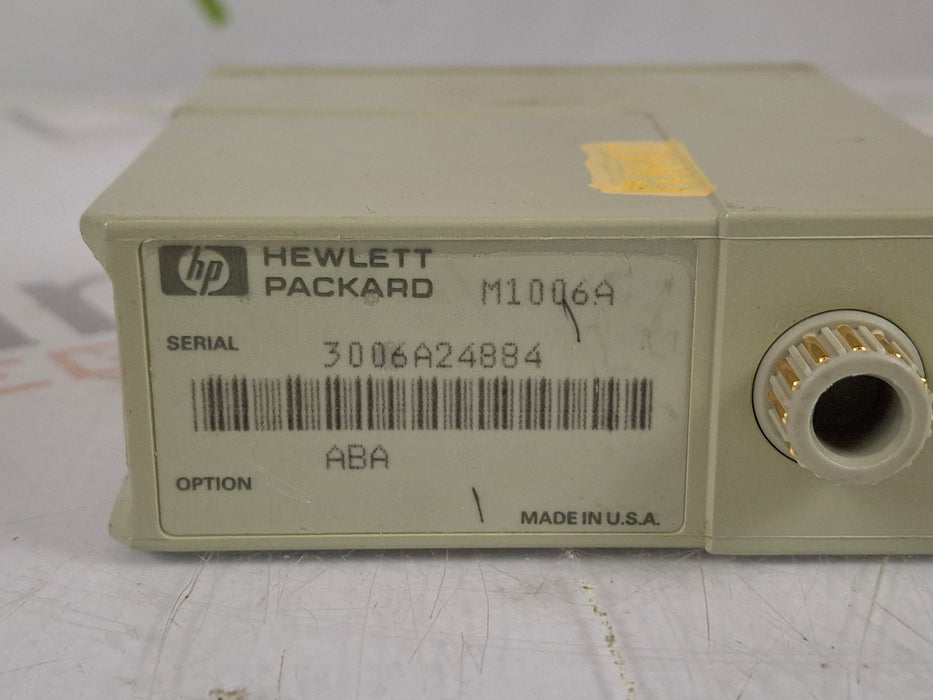 hp HEWLETT
PACKARD M1006A
SERIAL
3006A24884
ABA
OPTION
MADE IN U.S.A.